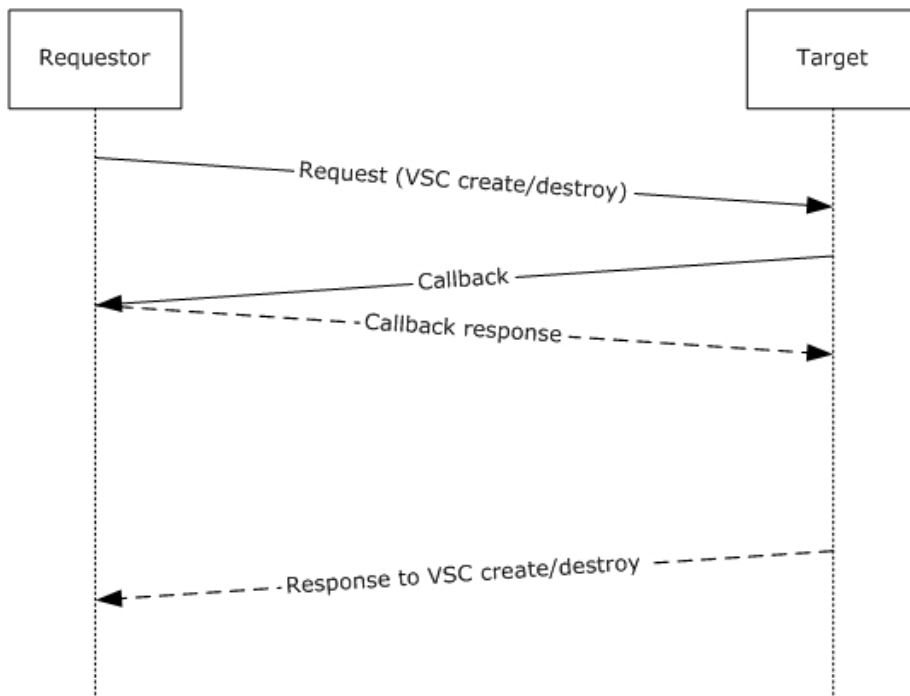 Requestor
Target
Request (VSC create/destroy)
Callback
Callback response
Response to VSC create/destroy